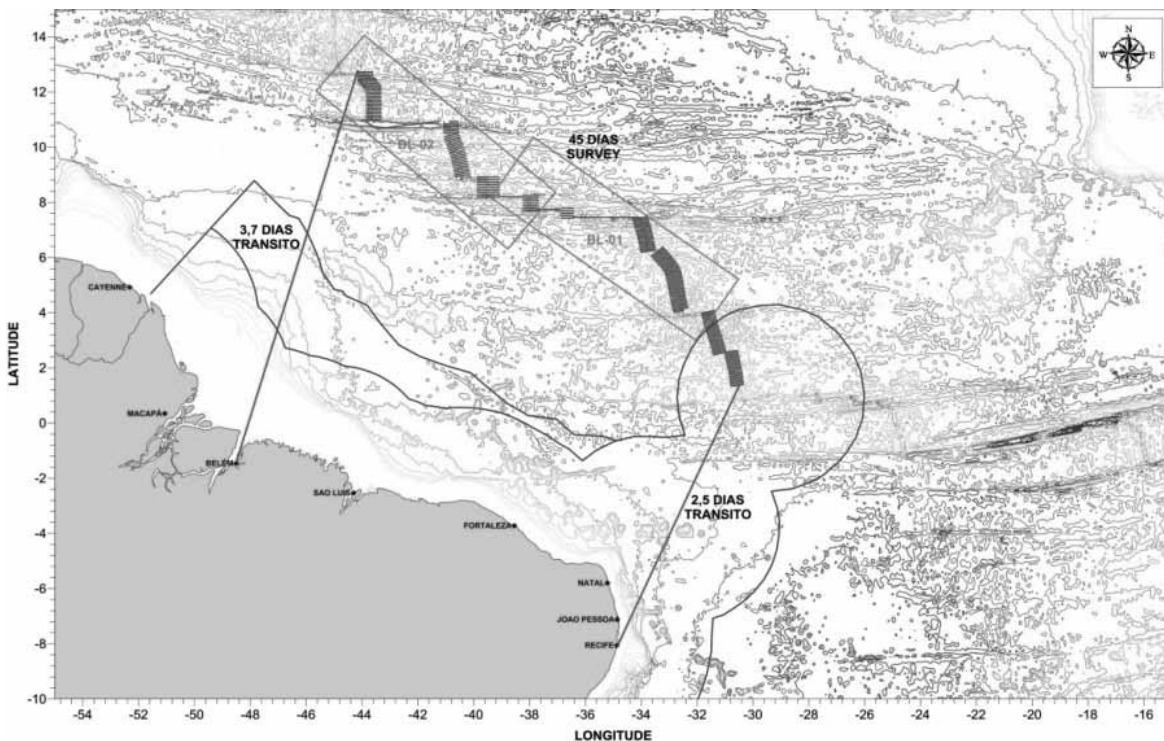 N
W E
S
14
12
10
8
6
4
2
0
-2
-4
-6
-8
-10
LATITUDE
45 DIAS
SURVEY
BL-02
BL-01
3,7 DIAS
TRANSITO
2,5 DIAS
TRANSITO
CAYENNE
MACAPÁ
BELÉM
SAO LUIS
FORTALEZA
NATAL
JOAO PESSOA
RECIFE
-54 -52 -50 -48 -46 -44 -42 -40 -38 -36 -34 -32 -30 -28 -26 -24 -22 -20 -18 -16
LONGITUDE